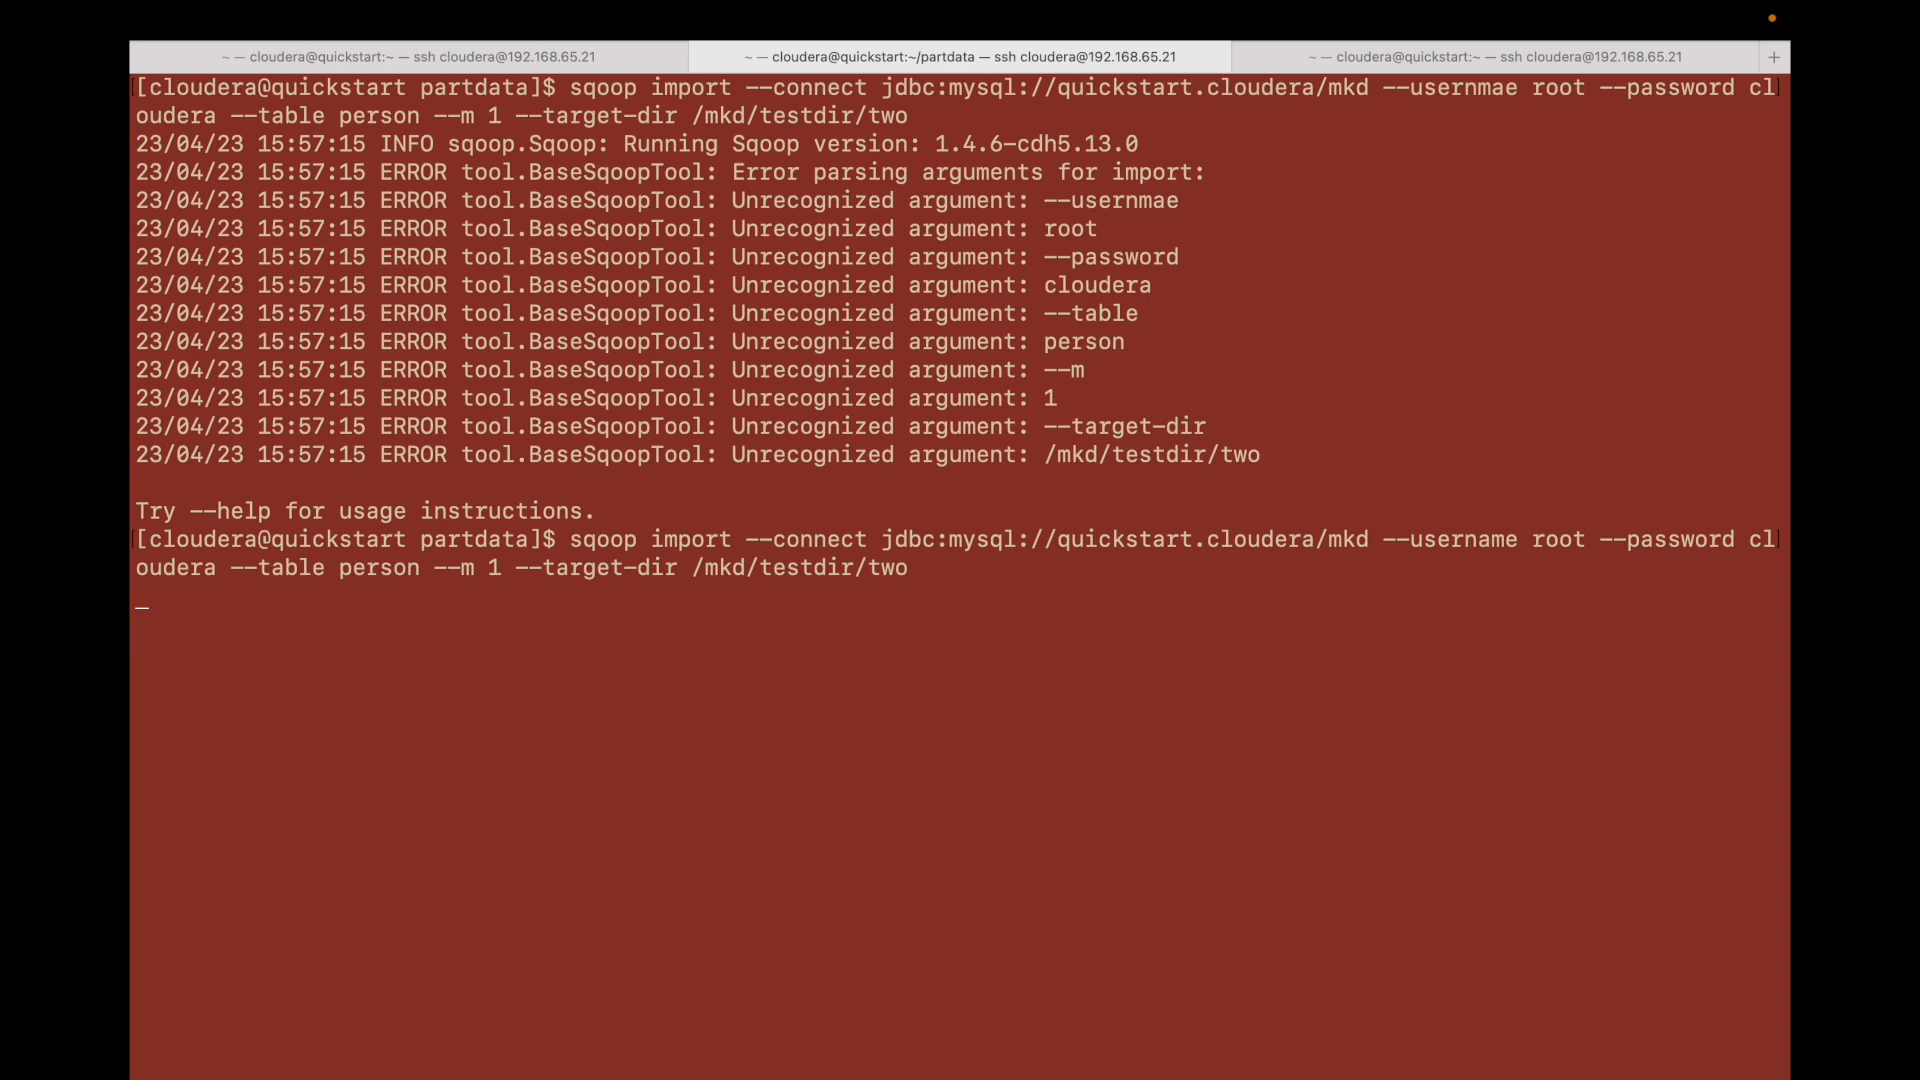 ~ — cloudera@quickstart:~ — ssh cloudera@192.168.65.21
~ — cloudera@quickstart:~/partdata — ssh cloudera@192.168.65.21
~ — cloudera@quickstart:~ — ssh cloudera@192.168.65.21
+
[cloudera@quickstart partdata]$ sqoop import --connect jdbc:mysql://quickstart.cloudera/mkd --usernmae root --password cl
oudera --table person --m 1 --target-dir /mkd/testdir/two
23/04/23 15:57:15 INFO sqoop.Sqoop: Running Sqoop version: 1.4.6-cdh5.13.0
23/04/23 15:57:15 ERROR tool.BaseSqoopTool: Error parsing arguments for import:
23/04/23 15:57:15 ERROR tool.BaseSqoopTool: Unrecognized argument: --usernmae
23/04/23 15:57:15 ERROR tool.BaseSqoopTool: Unrecognized argument: root
23/04/23 15:57:15 ERROR tool.BaseSqoopTool: Unrecognized argument: --password
23/04/23 15:57:15 ERROR tool.BaseSqoopTool: Unrecognized argument: cloudera
23/04/23 15:57:15 ERROR tool.BaseSqoopTool: Unrecognized argument: --table
23/04/23 15:57:15 ERROR tool.BaseSqoopTool: Unrecognized argument: person
23/04/23 15:57:15 ERROR tool.BaseSqoopTool: Unrecognized argument: --m
23/04/23 15:57:15 ERROR tool.BaseSqoopTool: Unrecognized argument: 1
23/04/23 15:57:15 ERROR tool.BaseSqoopTool: Unrecognized argument: --target-dir
23/04/23 15:57:15 ERROR tool.BaseSqoopTool: Unrecognized argument: /mkd/testdir/two
Try --help for usage instructions.
[cloudera@quickstart partdata]$ sqoop import --connect jdbc:mysql://quickstart.cloudera/mkd --username root --password cl
oudera --table person --m 1 --target-dir /mkd/testdir/two